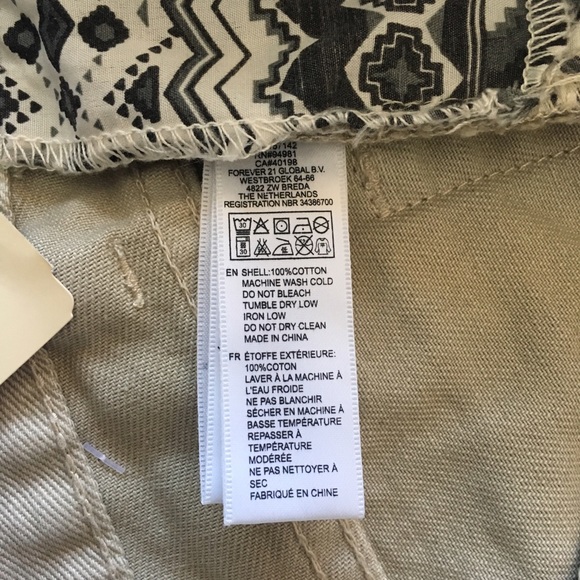 RN#94981
CA#40198
FOREVER 21 GLOBAL B.V.
WESTBROEK 64-66
4822 ZW BREDA
THE NETHERLANDS
REGISTRATION NBR 34386700
30
30
EN SHELL:100%COTTON
MACHINE WASH COLD
DO NOT BLEACH
TUMBLE DRY LOW
IRON LOW
DO NOT DRY CLEAN
MADE IN CHINA
FR ÉTOFFE EXTÉRIEURE:
100%COTON
LAVER À LA MACHINE À
L'EAU FROIDE
NE PAS BLANCHIR
SÉCHER EN MACHINE À
BASSE TEMPÉRATURE
REPASSER À
TEMPÉRATURE
MODÉRÉE
NE PAS NETTOYER À
SEC
FABRIQUÉ EN CHINE